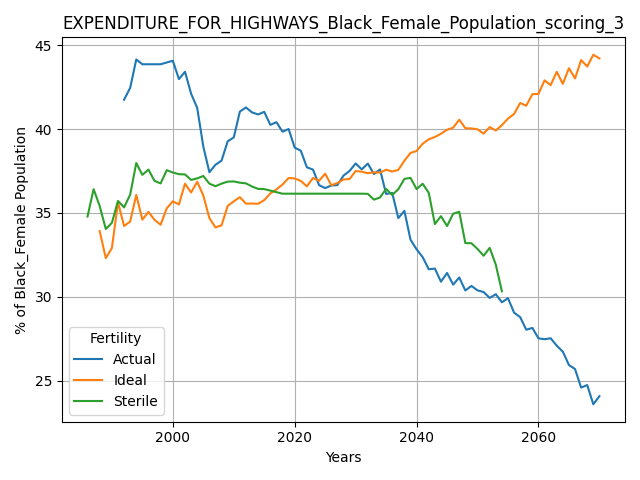 EXPENDITURE_FOR_HIGHWAYS_Black_Female_Population_scoring_3
45
40
35
30
25
% of Black_Female Population
Fertility
Actual
Ideal
Sterile
2000 2020 2040 2060
Years